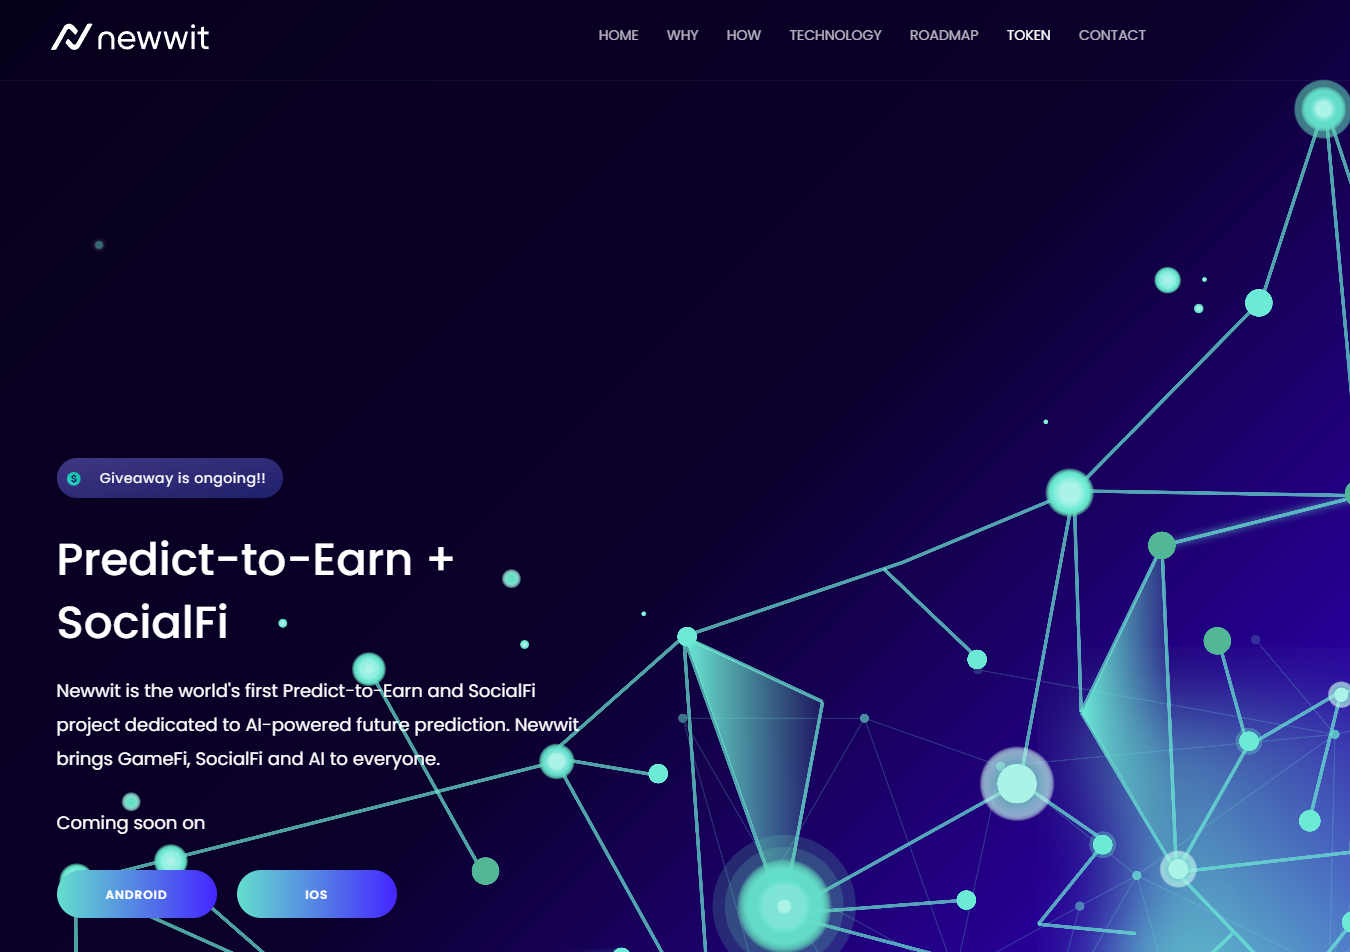 newwit
HOME WHY HOW TECHNOLOGY ROADMAP TOKEN CONTACT
$ Giveaway is ongoing!!
Predict-to-Earn +
SocialFi
Newwit is the world's first Predict-to-Earn and SocialFi
project dedicated to AI-powered future prediction. Newwit
brings GameFi, SocialFi and AI to everyone.
Coming soon on
ANDROID IOS